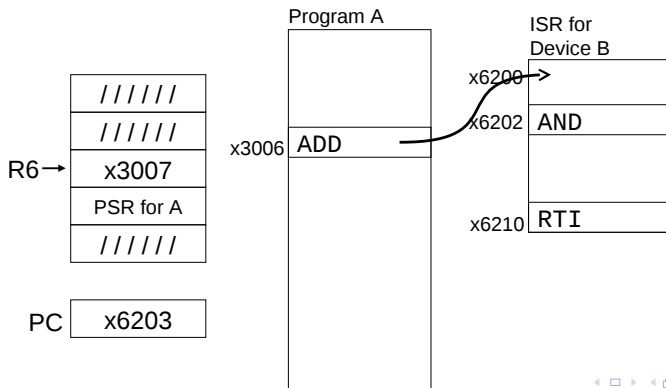 Program A
ISR for
Device B
//////
//////
R6 x3007
PSR for A
//////
PC x6203
x3006 ADD
x6200
x6202 AND
x6210 RTI